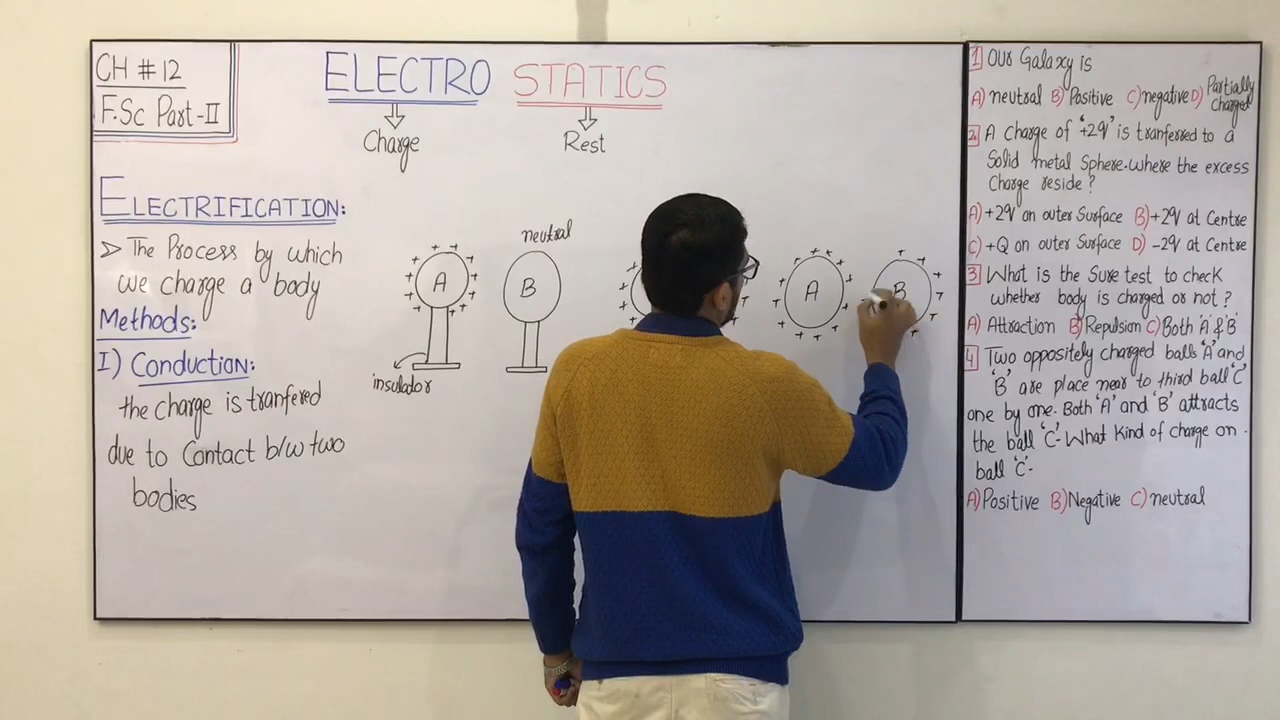 CH # 12
F.Sc Part-II
ELECTRO STATICS
Charge
Rest
ELECTRIFICATION:
➢ The Process by which
we charge a body
Methods:
I) Conduction:
the charge is tranfered
due to Contact b/w two
bodies
neutral
A
B
insulador
A
B
1 Our Galaxy is
A) neutral B) Positive C) negative D) Partially
charged
2 A charge of '+2q' is tranferred to a
Solid metal Sphere. Where the excess
Charge reside?
A) +2q on outer Surface B) +2q at Centre
C) +Q on outer Surface D) -2q at Centre
3 What is the Sure test to check
whether body is charged or not?
A) Attraction B) Repulsion C) Both 'A' & 'B'
4 Two oppositely charged balls 'A' and
'B' are place near to third ball 'C'
one by one. Both 'A' and 'B' attracts
the ball 'C'- What Kind of charge on
ball 'C'-
A) Positive B) Negative C) neutral